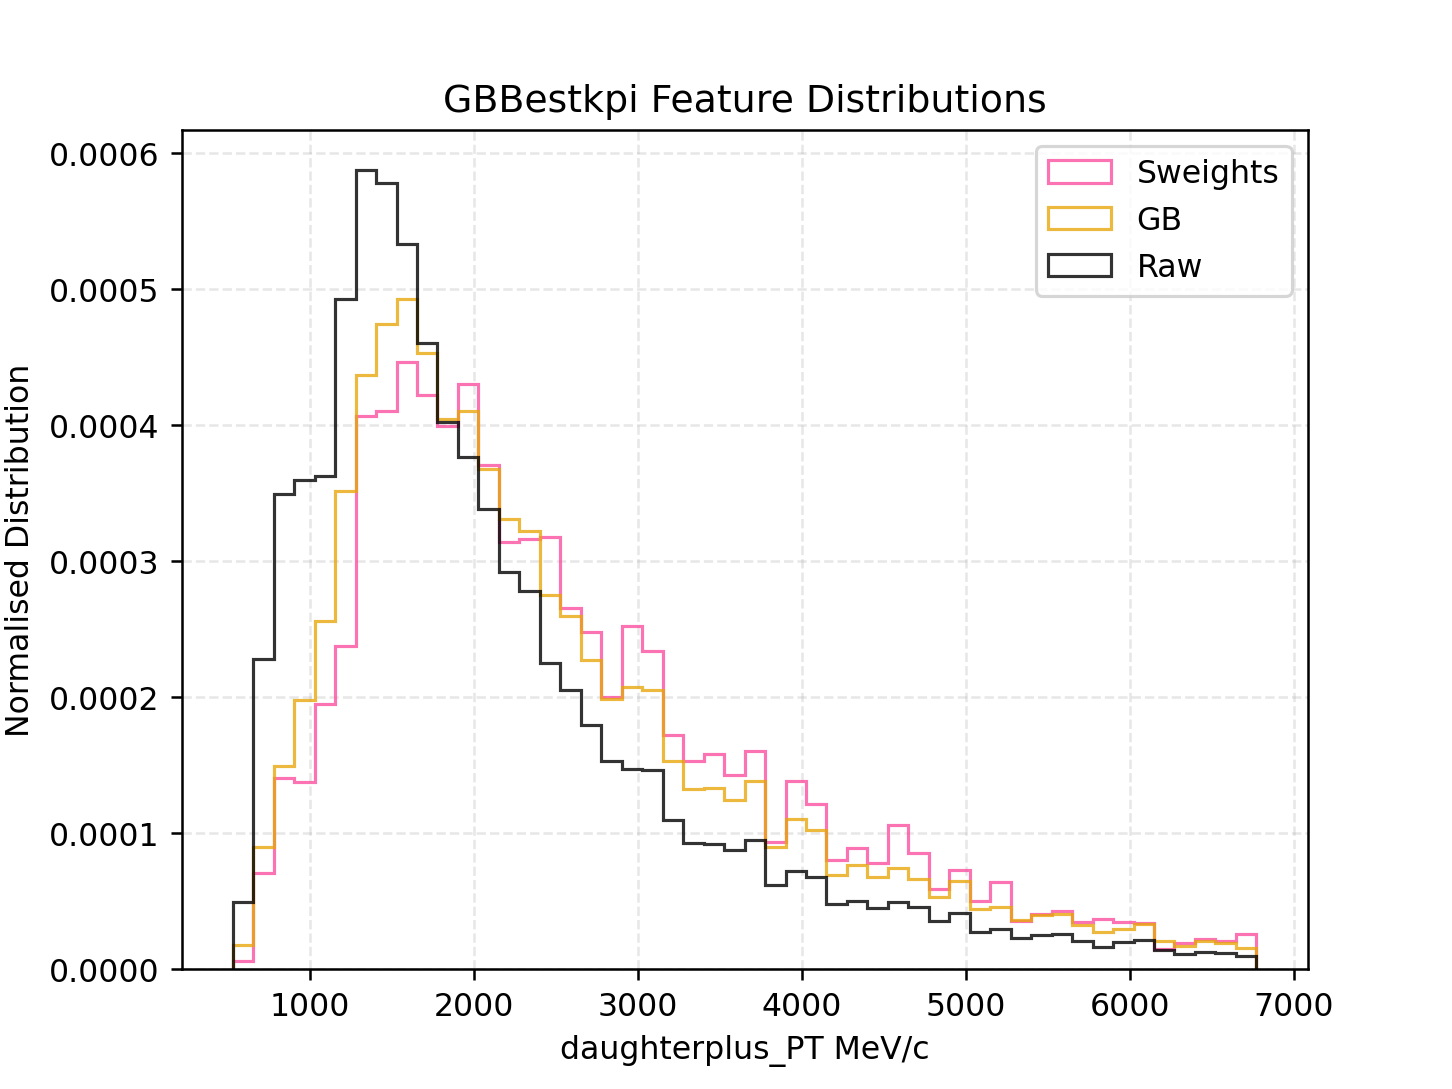 GBBestkpi Feature Distributions
Sweights
GB
Raw
Normalised Distribution
0.0006
0.0005
0.0004
0.0003
0.0002
0.0001
0.0000
1000 2000 3000 4000 5000 6000 7000
daughterplus_PT MeV/c